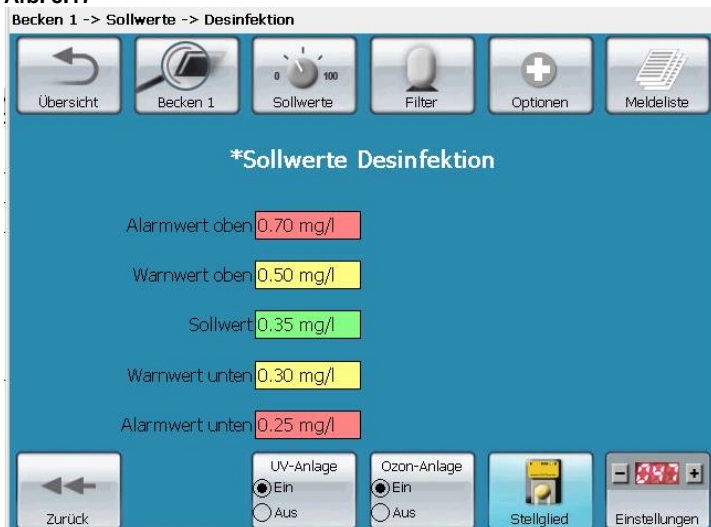 Becken 1 -> Sollwerte -> Desinfektion
Übersicht
Becken 1
0 100
Sollwerte
Filter
Optionen
Meldeliste
*Sollwerte Desinfektion
Alarmwert oben 0.70 mg/l
Warnwert oben 0.50 mg/l
Sollwert 0.35 mg/l
Warnwert unten 0.30 mg/l
Alarmwert unten 0.25 mg/l
Zurück
UV-Anlage
Ein
Aus
Ozon-Anlage
Ein
Aus
Stellglied
Einstellungen